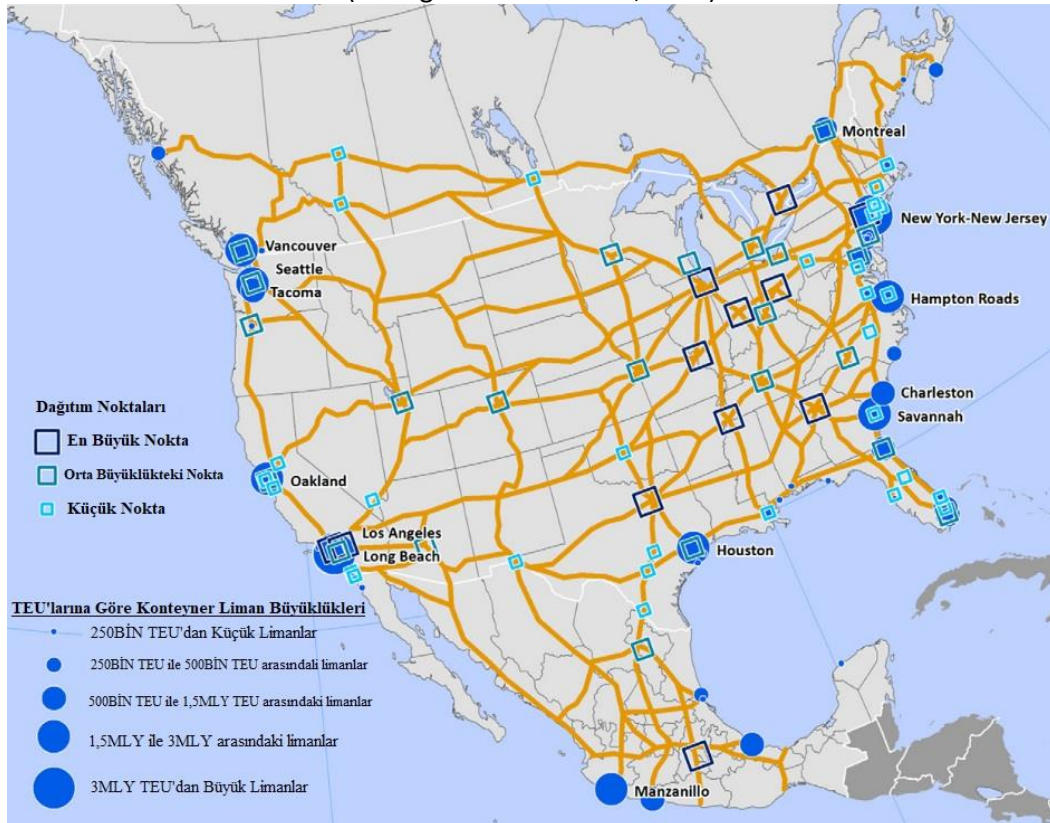 Montreal
New York-New Jersey
Vancouver
Seattle
Tacoma
Hampton Roads
Charleston
Savannah
Dağıtım Noktaları
En Büyük Nokta
Orta Büyüklükteki Nokta
Küçük Nokta
Oakland
Los Angeles
Long Beach
Houston
TEU'larına Göre Konteyner Liman Büyüklükleri
250BİN TEU'dan Küçük Limanlar
250BİN TEU ile 500BİN TEU arasındali limanlar
500BİN TEU ile 1,5MLY TEU arasındaki limanlar
1,5MLY ile 3MLY arasındaki limanlar
3MLY TEU'dan Büyük Limanlar
Manzanillo